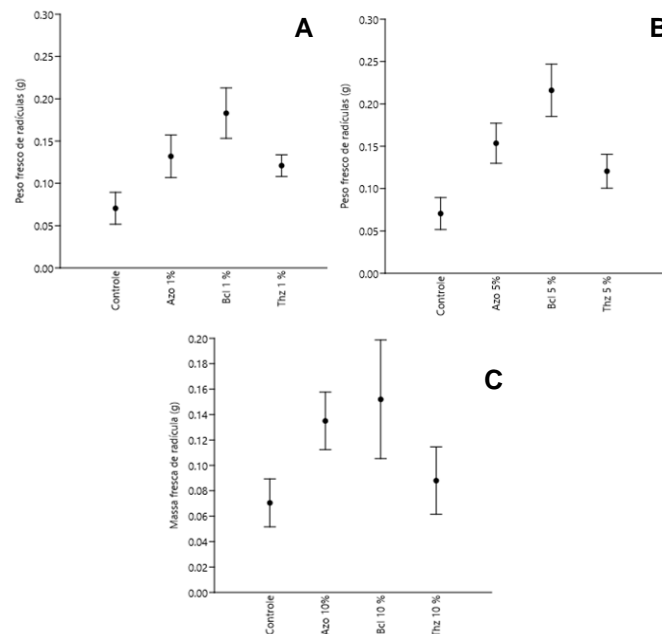 A
Peso fresco de radículas (g)
0.30
0.25
0.20
0.15
0.10
0.05
0.00
Controle
Azo 1%
Bcl 1 %
Thz 1 %
B
Peso fresco de radículas (g)
0.30
0.25
0.20
0.15
0.10
0.05
0.00
Controle
Azo 5%
Bcl 5 %
Thz 5 %
C
Massa fresca de radícula (g)
0.20
0.18
0.16
0.14
0.12
0.10
0.08
0.06
0.04
0.02
0.00
Controle
Azo 10%
Bcl 10 %
Thz 10 %